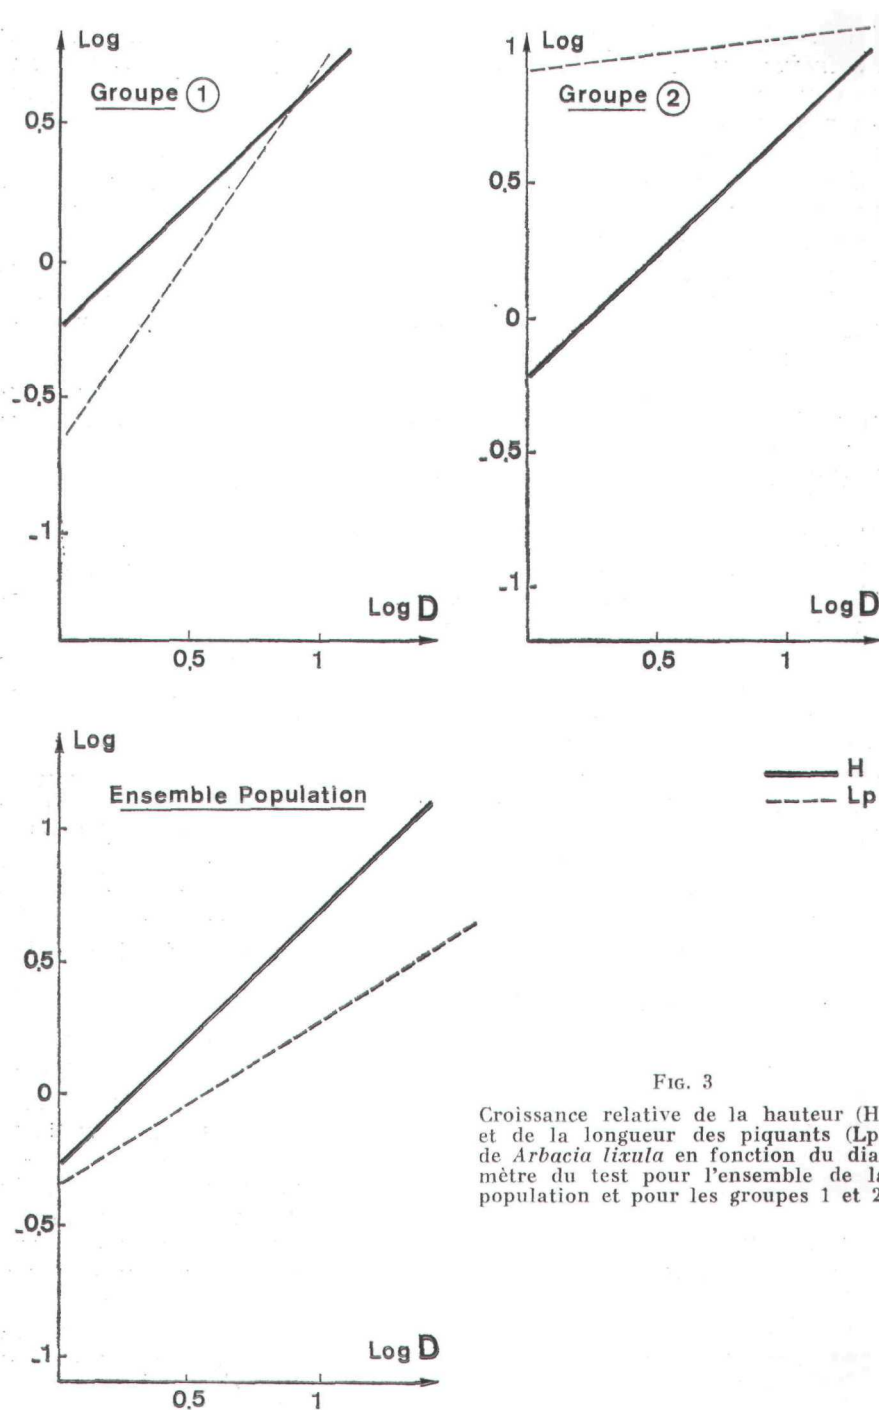 Log
Groupe 1
0,5
0
-0,5
-1
Log D
0,5 1
1 Log
Groupe 2
0,5
0
-0,5
-1
Log D
0,5 1
Log
Ensemble Population
1
0,5
0
-0,5
-1
Log D
0,5 1
H
Lp
FIG. 3
Croissance relative de la hauteur (H
et de la longueur des piquants (Lp
de Arbacia lixula en fonction du dia
mètre du test pour l'ensemble de la
population et pour les groupes 1 et 2